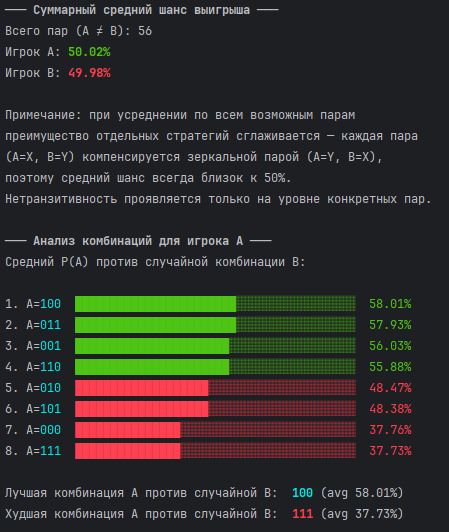 ─── Суммарный средний шанс выигрыша ───
Всего пар (A ≠ B): 56
Игрок A: 50.02%
Игрок B: 49.98%
Примечание: при усреднении по всем возможным парам
преимущество отдельных стратегий сглаживается — каждая пара
(A=X, B=Y) компенсируется зеркальной парой (A=Y, B=X),
поэтому средний шанс всегда близок к 50%.
Нетранзитивность проявляется только на уровне конкретных пар.
─── Анализ комбинаций для игрока A ───
Средний P(A) против случайной комбинации B:
1. A=100 58.01%
2. A=011 57.93%
3. A=001 56.03%
4. A=110 55.88%
5. A=010 48.47%
6. A=101 48.38%
7. A=000 37.76%
8. A=111 37.73%
Лучшая комбинация A против случайной B: 100 (avg 58.01%)
Худшая комбинация A против случайной B: 111 (avg 37.73%)